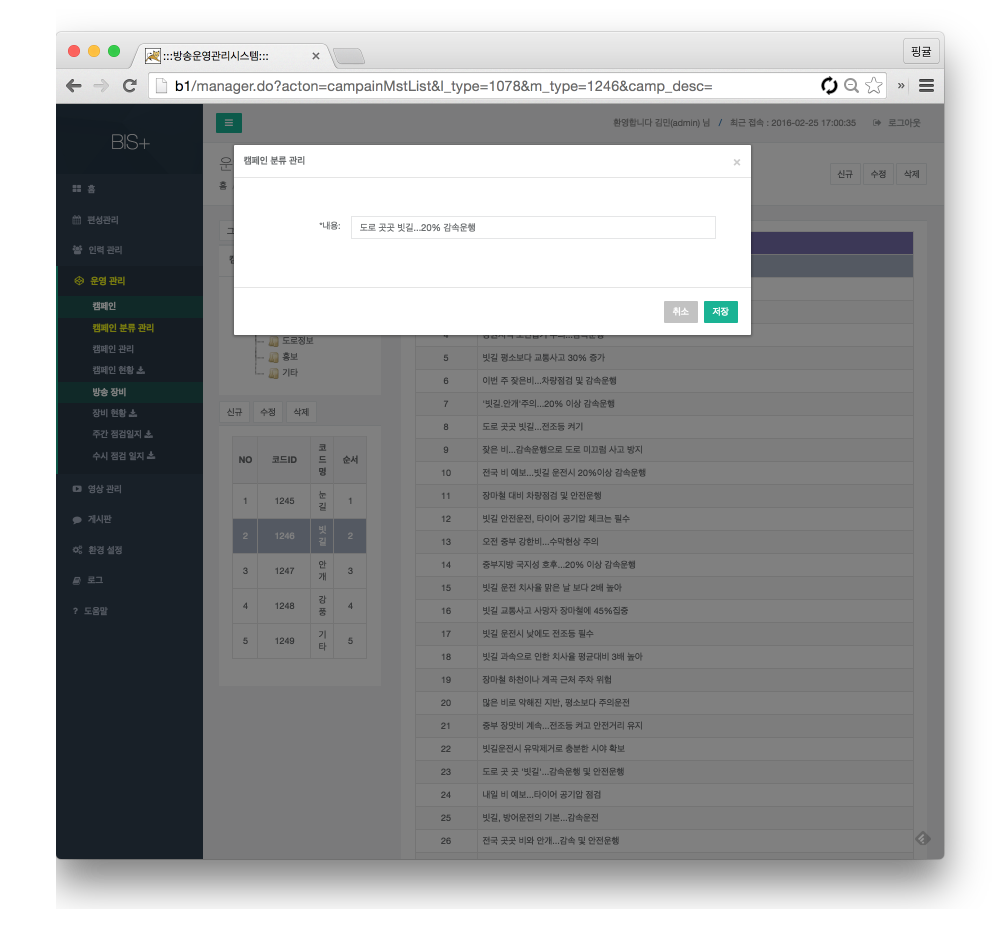 :::방송운영관리시스템:::
핑귤
b1/manager.do?acton=campainMstList&l_type=1078&m_type=1246&camp_desc=
BIS+
환영합니다 김민(admin) 님 / 최근 접속 : 2016-02-25 17:00:35 로그아웃
캠페인 분류 관리
신규 수정 삭제
*내용: 도로 곳곳 빗길...20% 감속운행
취소 저장
홈
편성관리
인력 관리
운영 관리
캠페인
캠페인 분류 관리
캠페인 관리
캠페인 현황
방송 장비
장비 현황
주간 점검일지
수시 점검 일지
영상 관리
게시판
환경 설정
로그
? 도움말
도로정보
홍보
기타
신규 수정 삭제
NO 코드ID 코드명 순서
1 1245 눈길 1
2 1246 빗길 2
3 1247 안개 3
4 1248 강풍 4
5 1249 기타 5
5 빗길 평소보다 교통사고 30% 증가
6 이번 주 잦은비...차량점검 및 감속운행
7 '빗길.안개'주의...20% 이상 감속운행
8 도로 곳곳 빗길...전조등 켜기
9 잦은 비...감속운행으로 도로 미끄럼 사고 방지
10 전국 비 예보...빗길 운전시 20%이상 감속운행
11 장마철 대비 차량점검 및 안전운행
12 빗길 안전운전, 타이어 공기압 체크는 필수
13 오전 중부 강한비...수막현상 주의
14 중부지방 국지성 호후...20% 이상 감속운행
15 빗길 운전 치사율 맑은 날 보다 2배 높아
16 빗길 교통사고 사망자 장마철에 45%집중
17 빗길 운전시 낮에도 전조등 필수
18 빗길 과속으로 인한 치사율 평균대비 3배 높아
19 장마철 하천이나 계곡 근처 주차 위험
20 많은 비로 약해진 지반, 평소보다 주의운전
21 중부 장맛비 계속...전조등 켜고 안전거리 유지
22 빗길운전시 유막제거로 충분한 시야 확보
23 도로 곳 곳 '빗길'...감속운행 및 안전운행
24 내일 비 예보...타이어 공기압 점검
25 빗길, 방어운전의 기본...감속운전
26 전국 곳곳 비와 안개...감속 및 안전운행